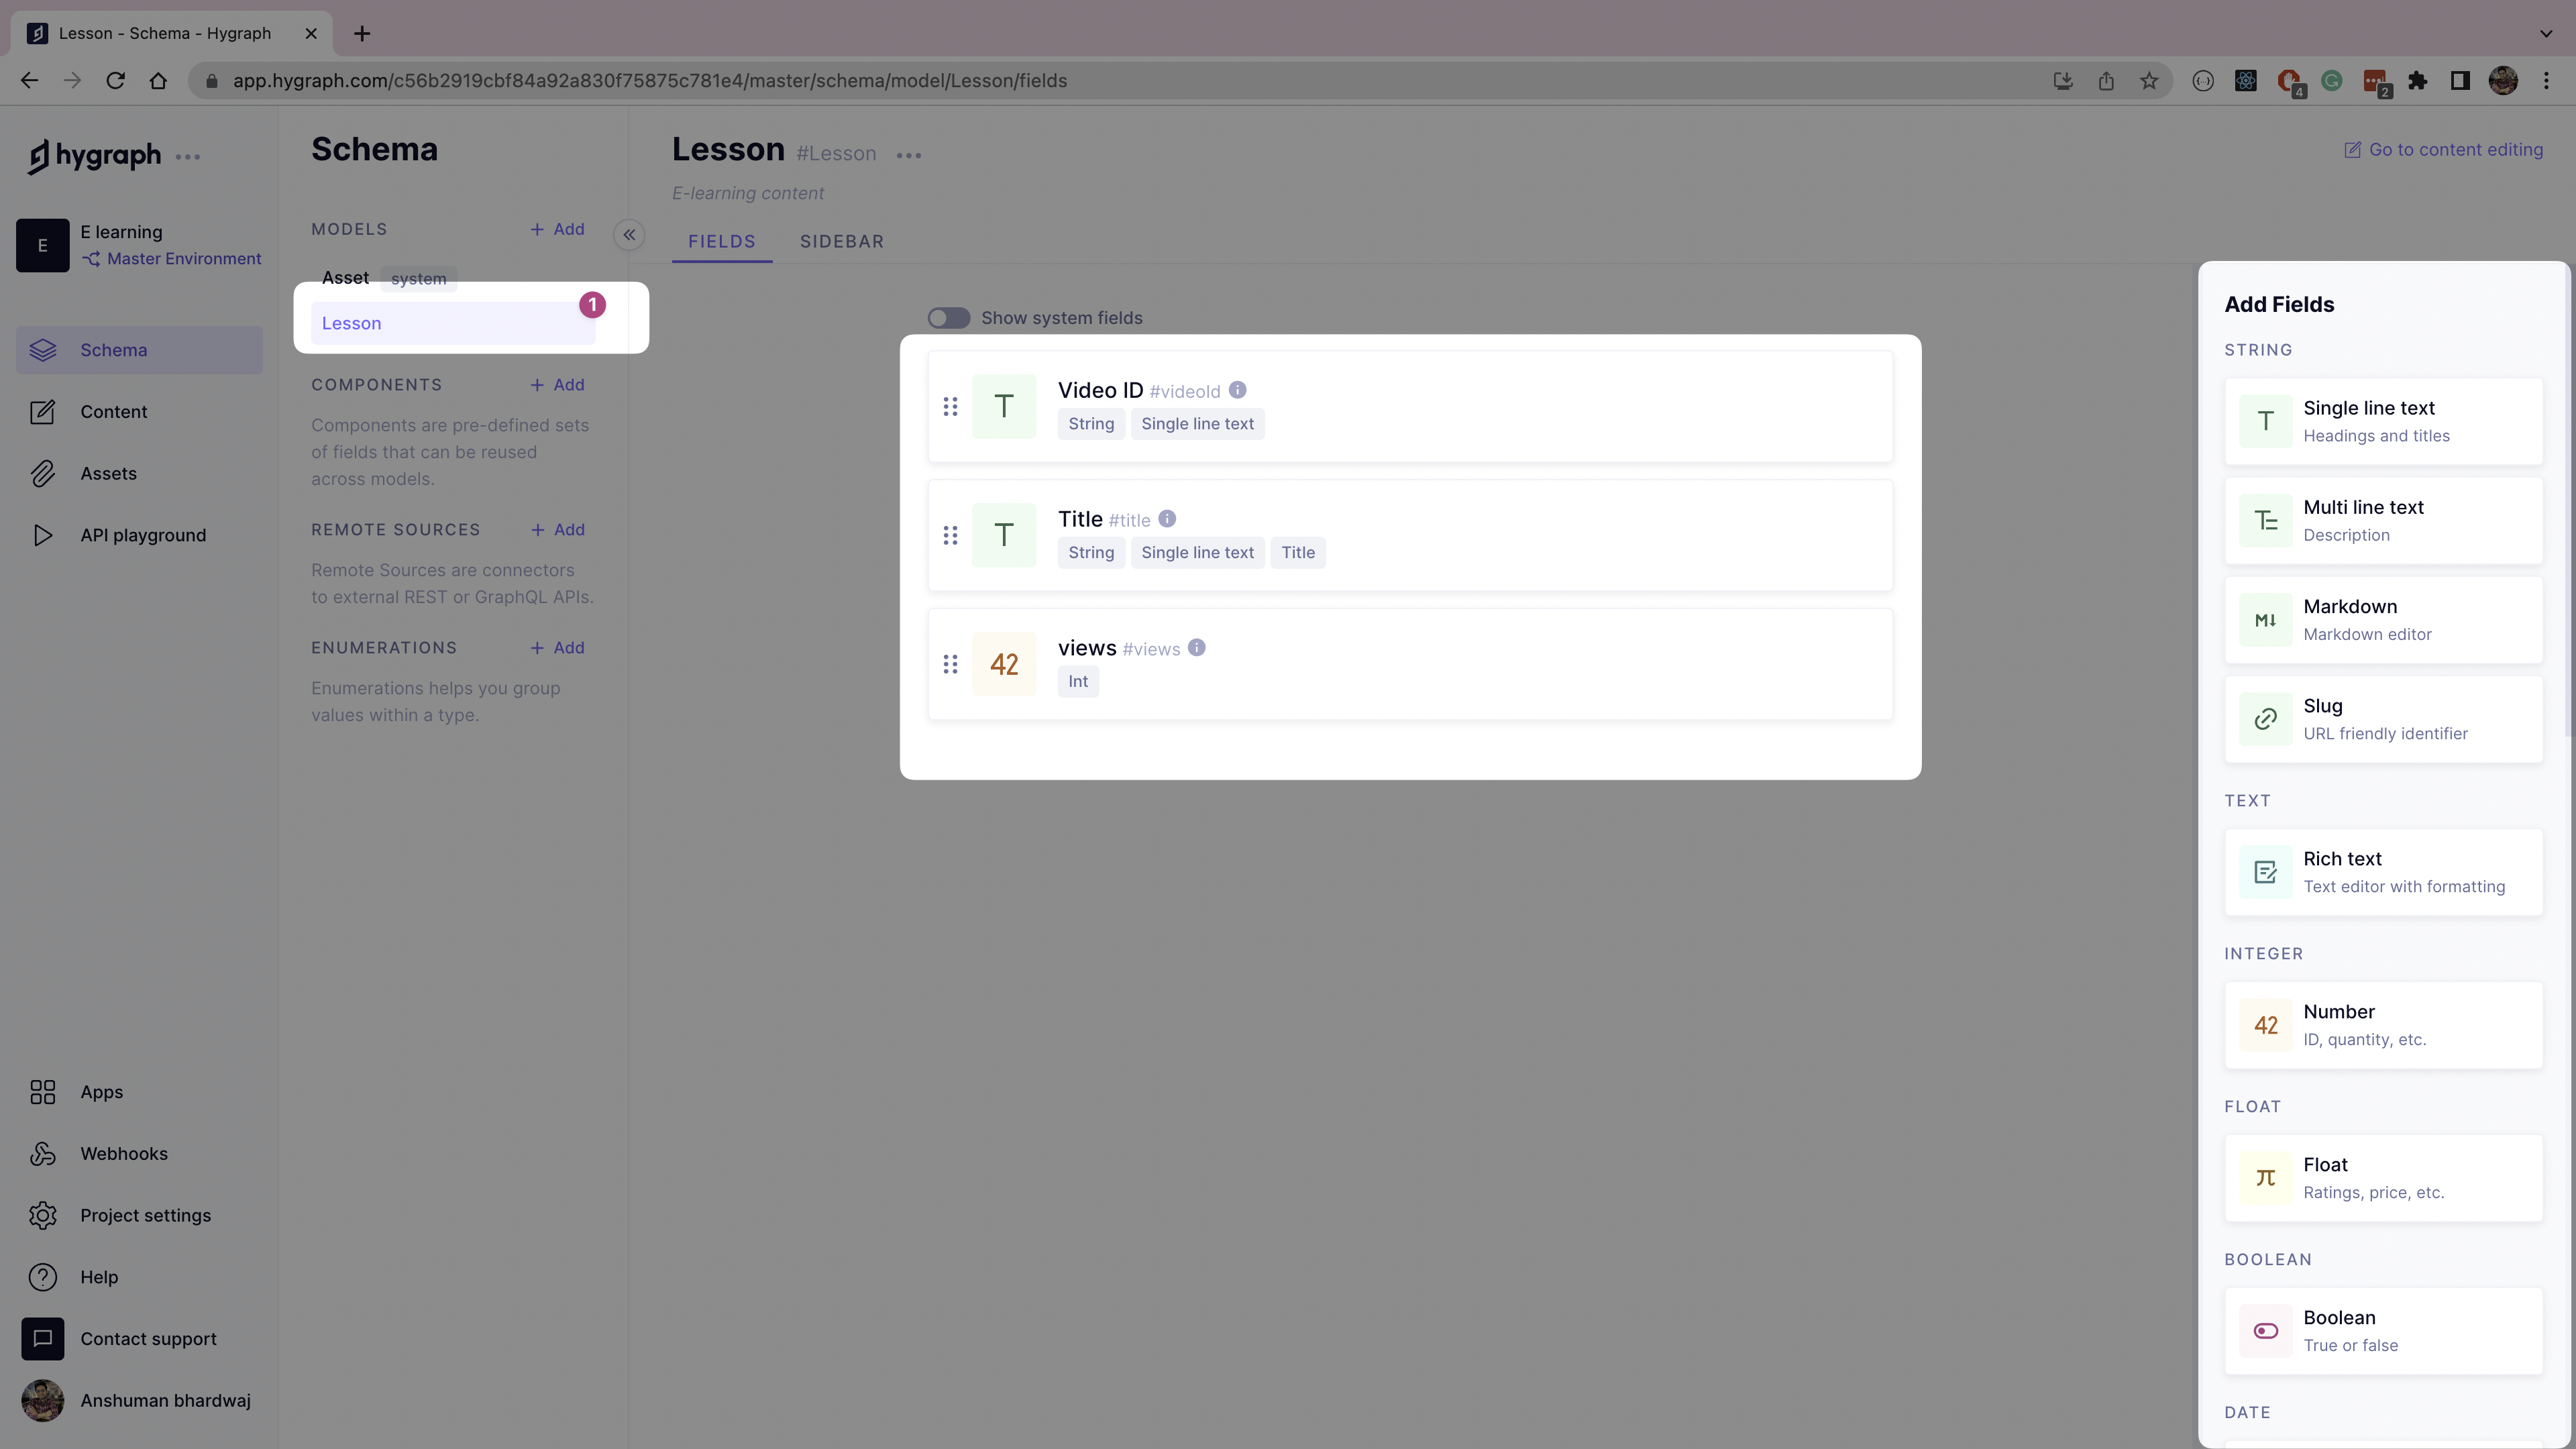 Lesson - Schema - Hygraph
app.hygraph.com/c56b2919cbf84a92a830f75875c781e4/master/schema/model/Lesson/fields
4
2
hygraph
E
E learning
Master Environment
Schema
Content
Assets
API playground
Apps
Webhooks
Project settings
Help
Contact support
Anshuman bhardwaj
Schema
MODELS
+ Add
Asset system
Lesson
1
COMPONENTS
+ Add
Components are pre-defined sets
of fields that can be reused
across models.
REMOTE SOURCES
+ Add
Remote Sources are connectors
to external REST or GraphQL APIs.
ENUMERATIONS
+ Add
Enumerations helps you group
values within a type.
Lesson #Lesson
E-learning content
Go to content editing
FIELDS SIDEBAR
Show system fields
T
Video ID #videoId
String Single line text
T
Title #title
String Single line text Title
42
views #views
Int
Add Fields
STRING
T
Single line text
Headings and titles
Multi line text
Description
M↓
Markdown
Markdown editor
Slug
URL friendly identifier
TEXT
Rich text
Text editor with formatting
INTEGER
42
Number
ID, quantity, etc.
FLOAT
π
Float
Ratings, price, etc.
BOOLEAN
Boolean
True or false
DATE